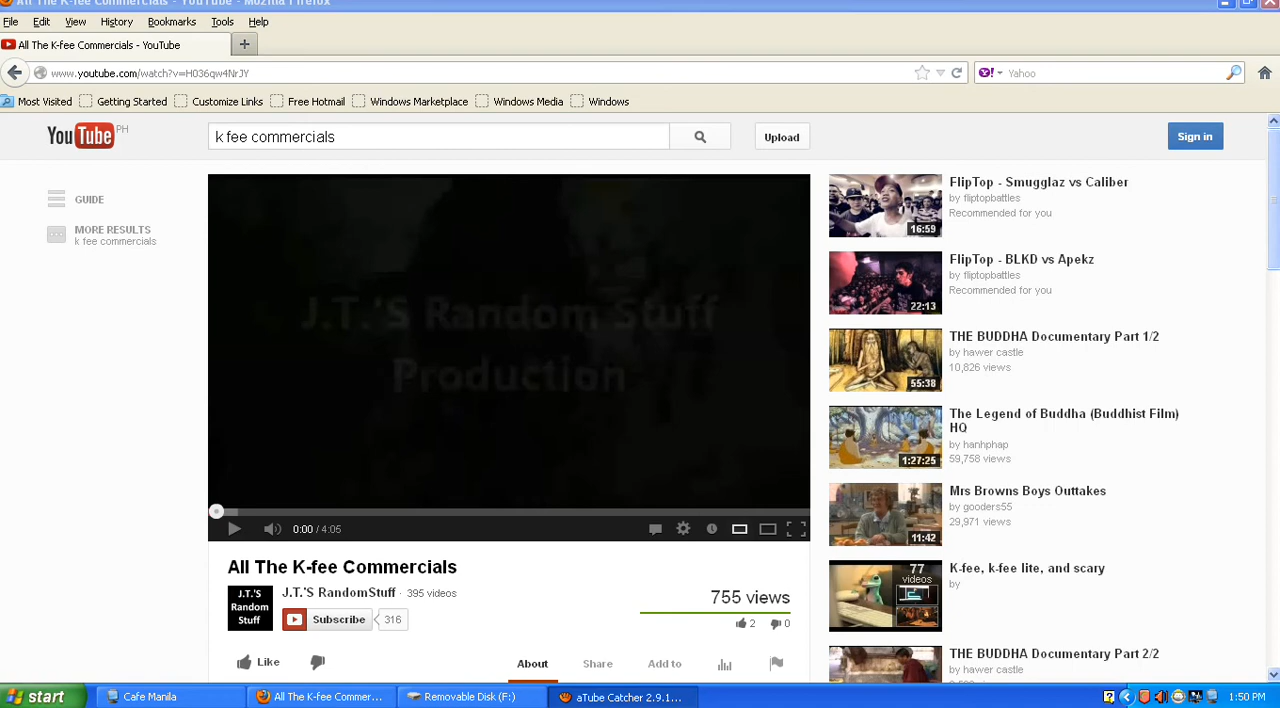 All The K-fee Commercials - YouTube - Mozilla Firefox
File Edit View History Bookmarks Tools Help
All The K-fee Commercials - YouTube
www.youtube.com/watch?v=H036qw4NrJY
Y! Yahoo
Most Visited Getting Started Customize Links Free Hotmail Windows Marketplace Windows Media Windows
YouTube PH
k fee commercials
Upload
Sign in
GUIDE
MORE RESULTS
k fee commercials
J.T.'S Random Stuff
Production
0:00 / 4:05
All The K-fee Commercials
J.T.'S
Random
Stuff
J.T.'S RandomStuff · 395 videos
Subscribe 316
755 views
2 0
Like
About Share Add to
FlipTop - Smugglaz vs Caliber
by fliptopbattles
Recommended for you
16:59
FlipTop - BLKD vs Apekz
by fliptopbattles
Recommended for you
22:13
THE BUDDHA Documentary Part 1/2
by hawer castle
10,826 views
55:38
The Legend of Buddha (Buddhist Film)
HQ
by hanhphap
59,758 views
1:27:25
Mrs Browns Boys Outtakes
by gooders55
29,971 views
11:42
K-fee, k-fee lite, and scary
by
77
videos
THE BUDDHA Documentary Part 2/2
by hawer castle
start Cafe Manila All The K-fee Commer... Removable Disk (F:) aTube Catcher 2.9.1... 1:50 PM